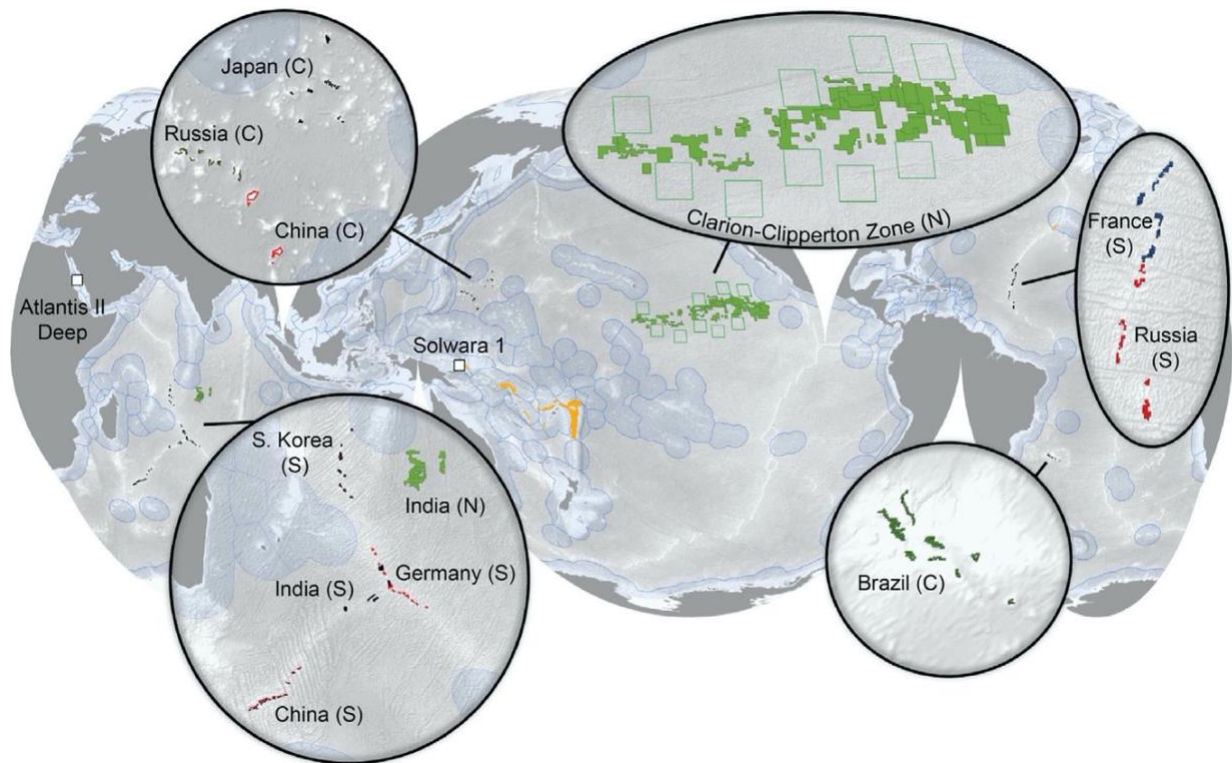 Japan (C)
Russia (C)
China (C)
Clarion-Clipperton Zone (N)
France
(S)
Russia
(S)
Atlantis II
Deep
Solwara 1
S. Korea
(S)
India (N)
Germany (S)
India (S)
China (S)
Brazil (C)